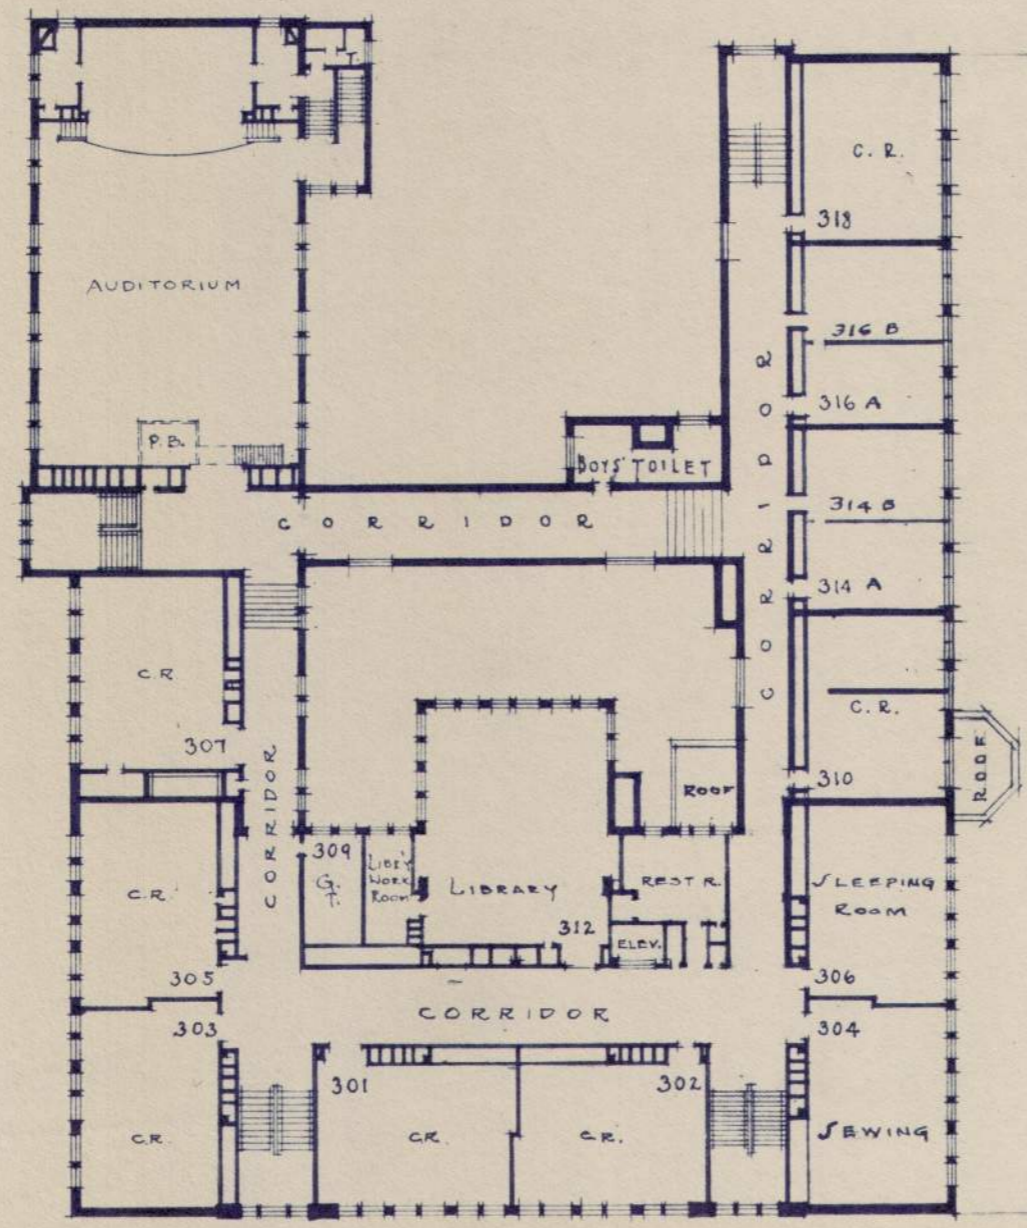 T.
C. R.
318
AUDITORIUM
316 B
316 A
P.B.
BOYS' TOILET
CORRIDOR
314 B
314 A
CORRIDOR
C.R.
307
C.R.
310
ROOF
ROOF
CORRIDOR
309
G.
T.
LIB'Y
WORK
ROOM
LIBRARY
312
REST R.
ELEV.
SLEEPING
ROOM
306
C.R.
305
303
CORRIDOR
304
301
302
C.R.
C.R.
C.R.
SEWING